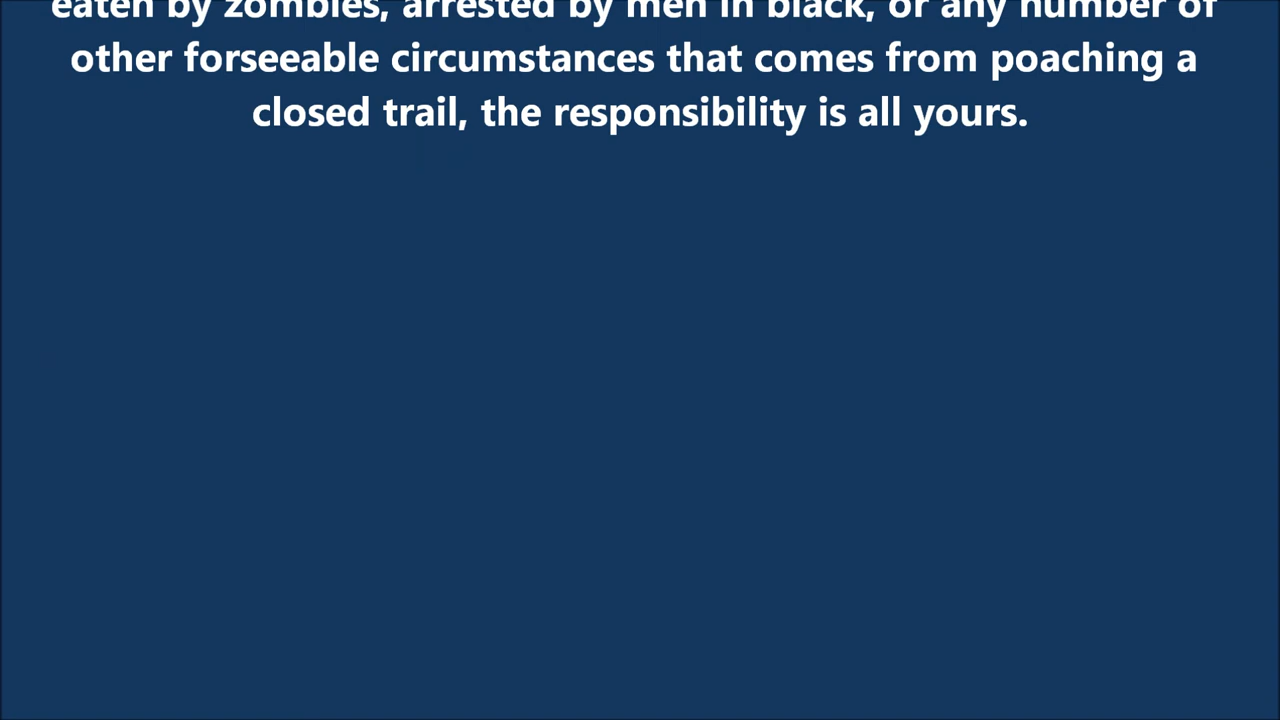 eaten by zombies, arrested by men in black, or any number of
other forseeable circumstances that comes from poaching a
closed trail, the responsibility is all yours.